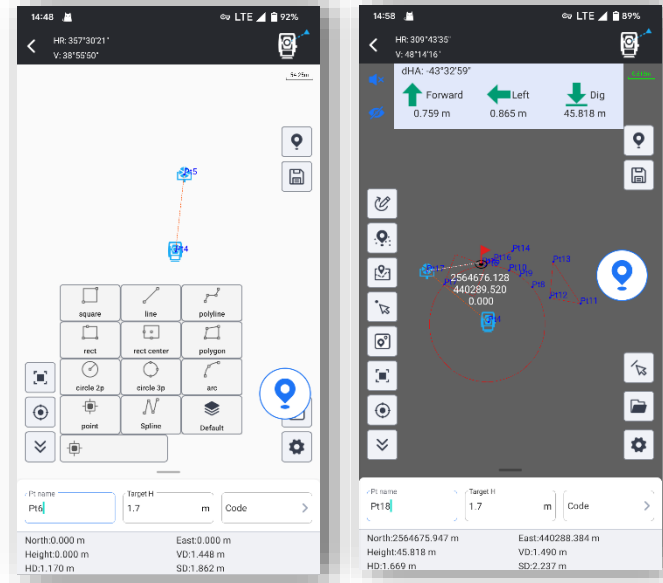 14:48
LTE 92%
HR: 357°30'21"
V: 38°55'50"
Pt5
Pt4
square
line
polyline
rect
rect center
polygon
circle 2p
circle 3p
arc
point
Spline
Default
Pt name
Pt6
Target H
1.7 m
Code
North:0.000 m
East:0.000 m
Height:0.000 m
VD:1.448 m
HD:1.170 m
SD:1.862 m
14:58
LTE 89%
HR: 309°43'35"
V: 48°14'16"
dHA: -43°32'59"
Forward
Left
Dig
0.759 m
0.865 m
45.818 m
Pt14
Pt16
Pt13
Pt10
Pt9
Pt8
Pt12
Pt11
2564676.128
440289.520
0.000
Pt4
Pt name
Pt18
Target H
1.7 m
Code
North:2564675.947 m
East:440288.384 m
Height:45.818 m
VD:1.490 m
HD:1.669 m
SD:2.237 m